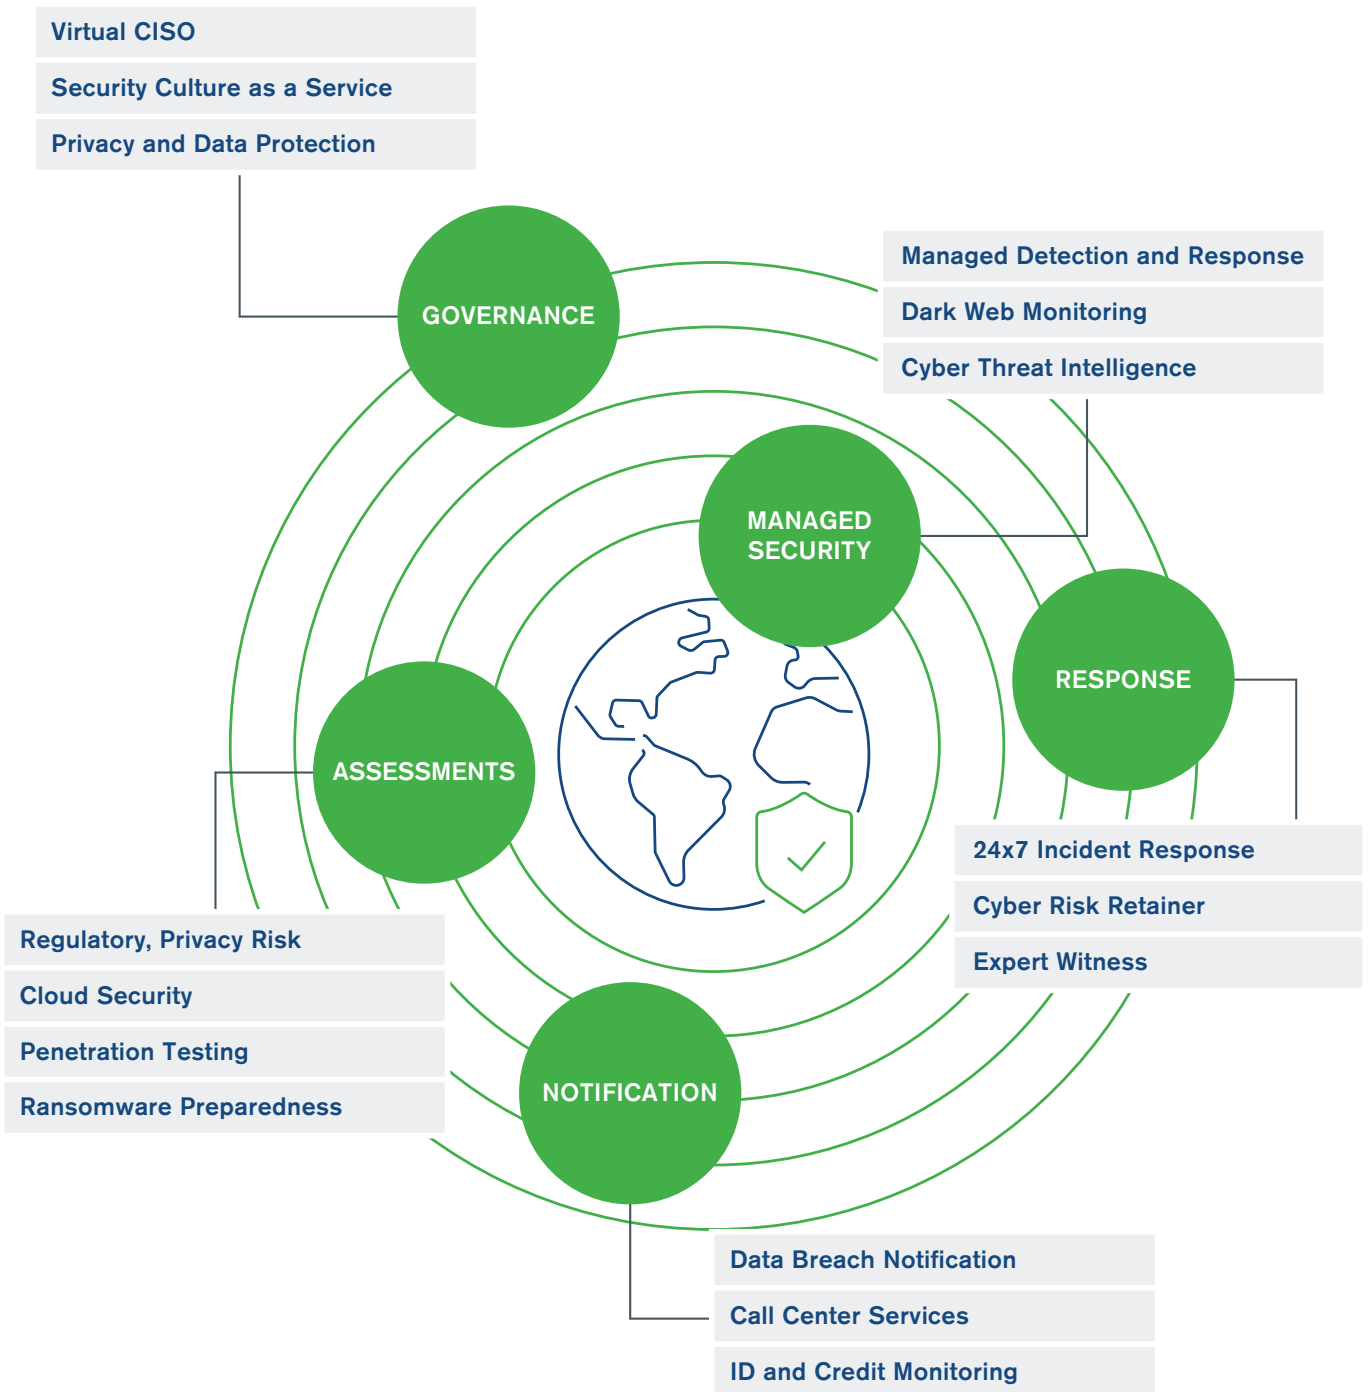 Virtual CISO
Security Culture as a Service
Privacy and Data Protection
GOVERNANCE
Managed Detection and Response
Dark Web Monitoring
Cyber Threat Intelligence
MANAGED
SECURITY
RESPONSE
24x7 Incident Response
Cyber Risk Retainer
Expert Witness
ASSESSMENTS
Regulatory, Privacy Risk
Cloud Security
Penetration Testing
Ransomware Preparedness
NOTIFICATION
Data Breach Notification
Call Center Services
ID and Credit Monitoring